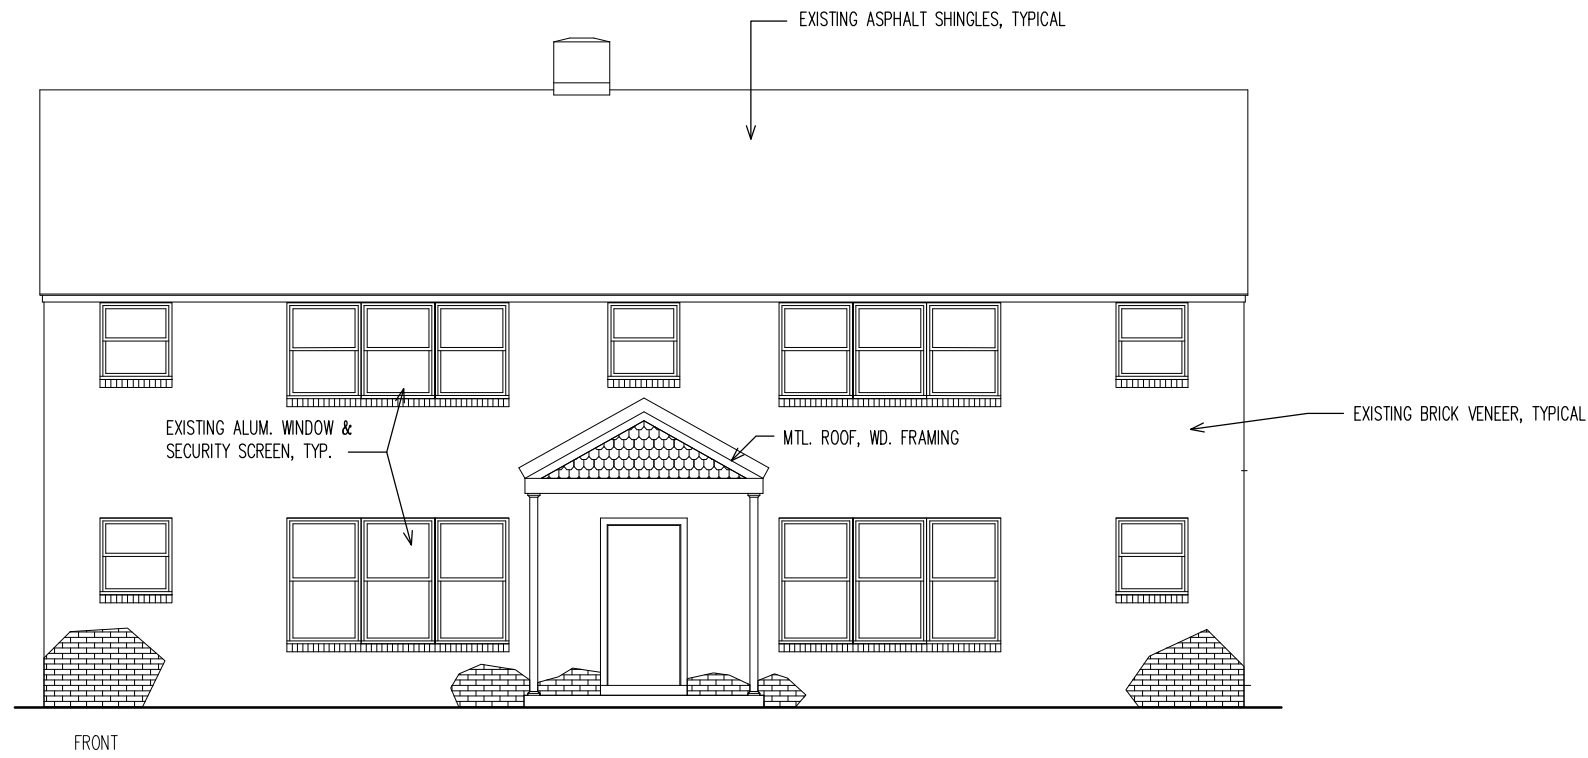 EXISTING ASPHALT SHINGLES, TYPICAL
EXISTING BRICK VENEER, TYPICAL
EXISTING ALUM. WINDOW &
SECURITY SCREEN, TYP.
MTL. ROOF, WD. FRAMING
FRONT